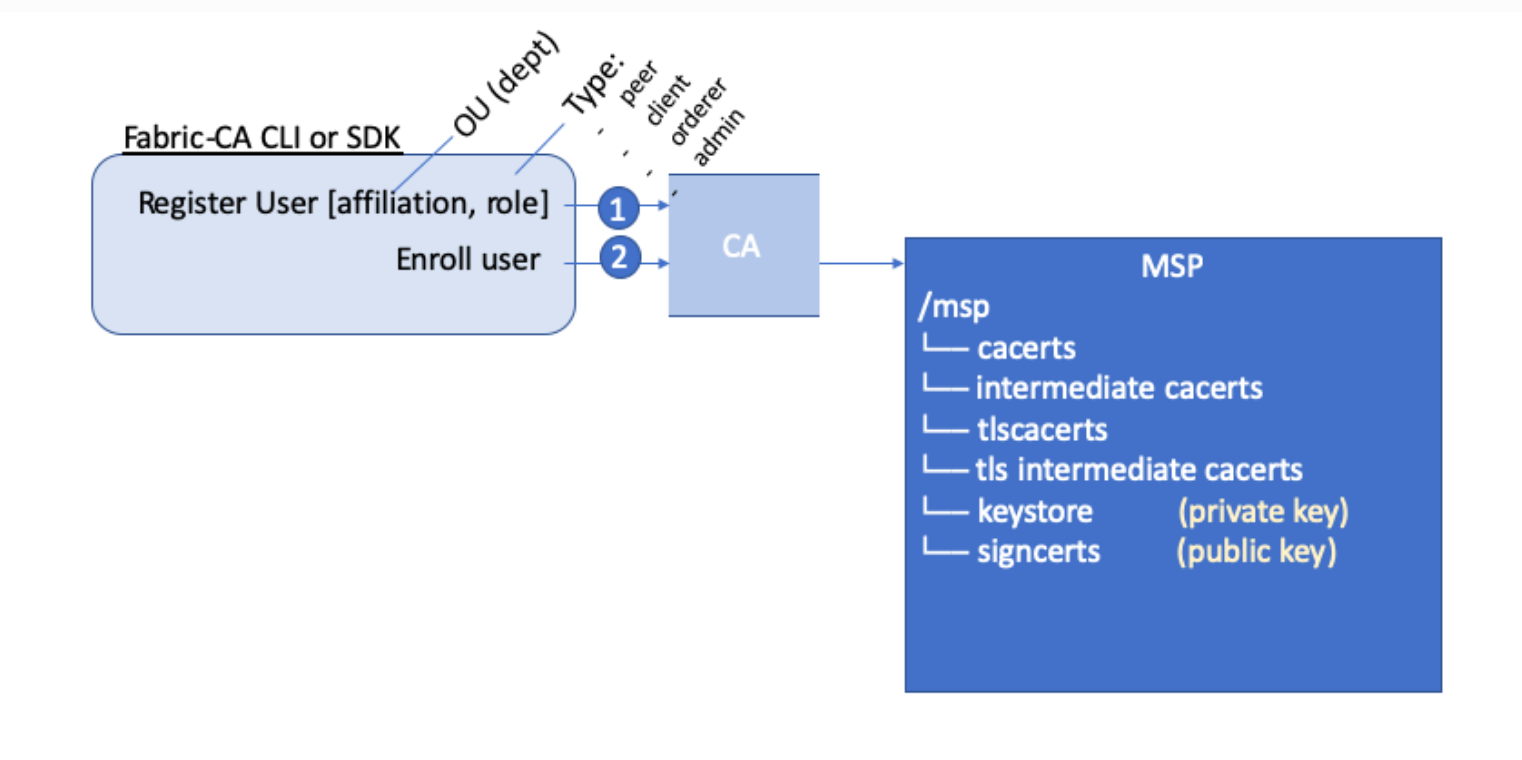 OU (dept)
Type:
- peer
- client
- orderer
- admin
Fabric-CA CLI or SDK
Register User [affiliation, role]
1
Enroll user
2
CA
MSP
/msp
└── cacerts
└── intermediate cacerts
└── tlscacerts
└── tls intermediate cacerts
└── keystore (private key)
└── signcerts (public key)